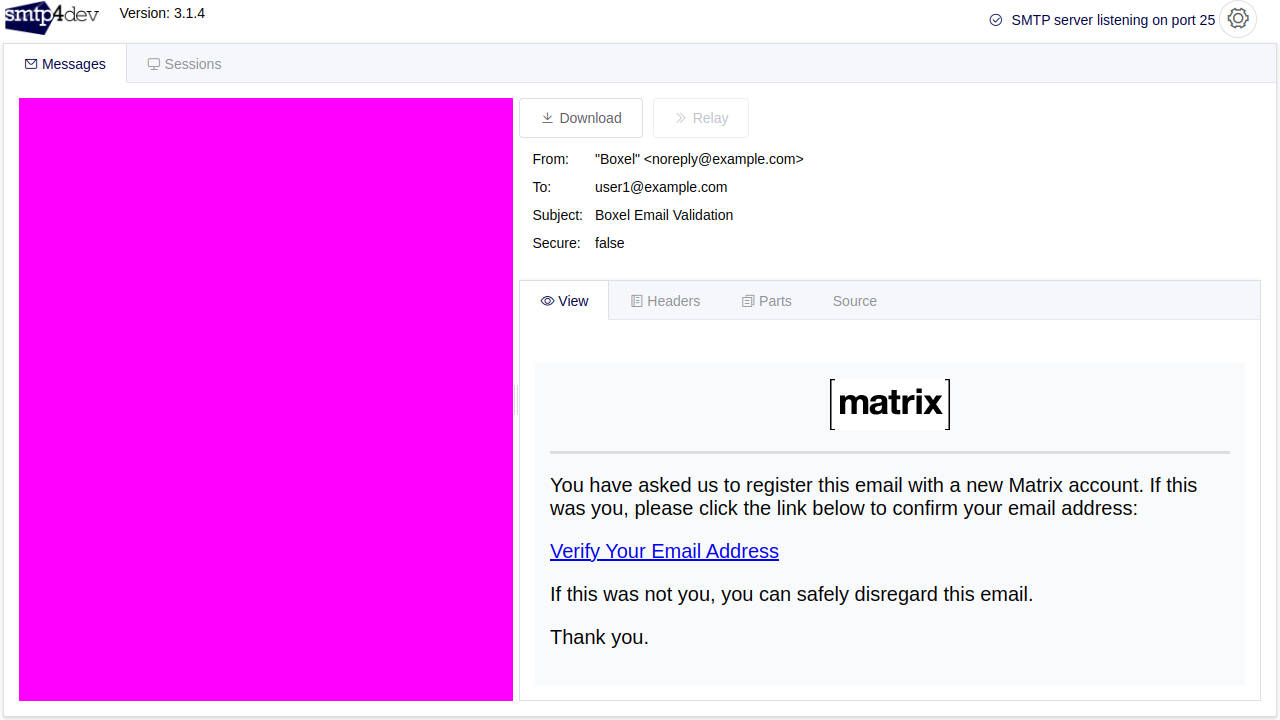 smtp4dev
Version: 3.1.4
SMTP server listening on port 25
Messages
Sessions
Download
Relay
From: "Boxel" <noreply@example.com>
To: user1@example.com
Subject: Boxel Email Validation
Secure: false
View
Headers
Parts
Source
[matrix]
You have asked us to register this email with a new Matrix account. If this
was you, please click the link below to confirm your email address:
Verify Your Email Address
If this was not you, you can safely disregard this email.
Thank you.